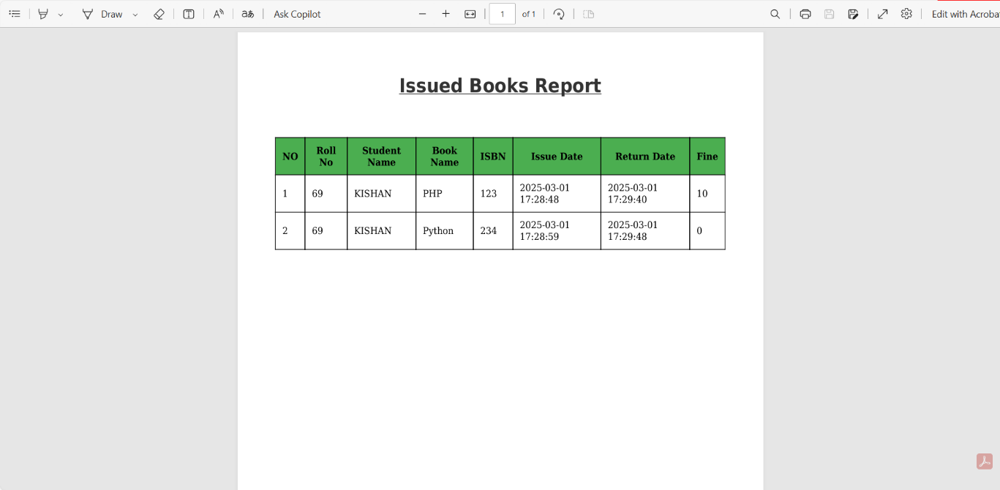 Draw
aあ
Ask Copilot
1 of 1
Edit with Acroba
Issued Books Report
NO Roll No Student Name Book Name ISBN Issue Date Return Date Fine
1 69 KISHAN PHP 123 2025-03-01 17:28:48 2025-03-01 17:29:40 10
2 69 KISHAN Python 234 2025-03-01 17:28:59 2025-03-01 17:29:48 0